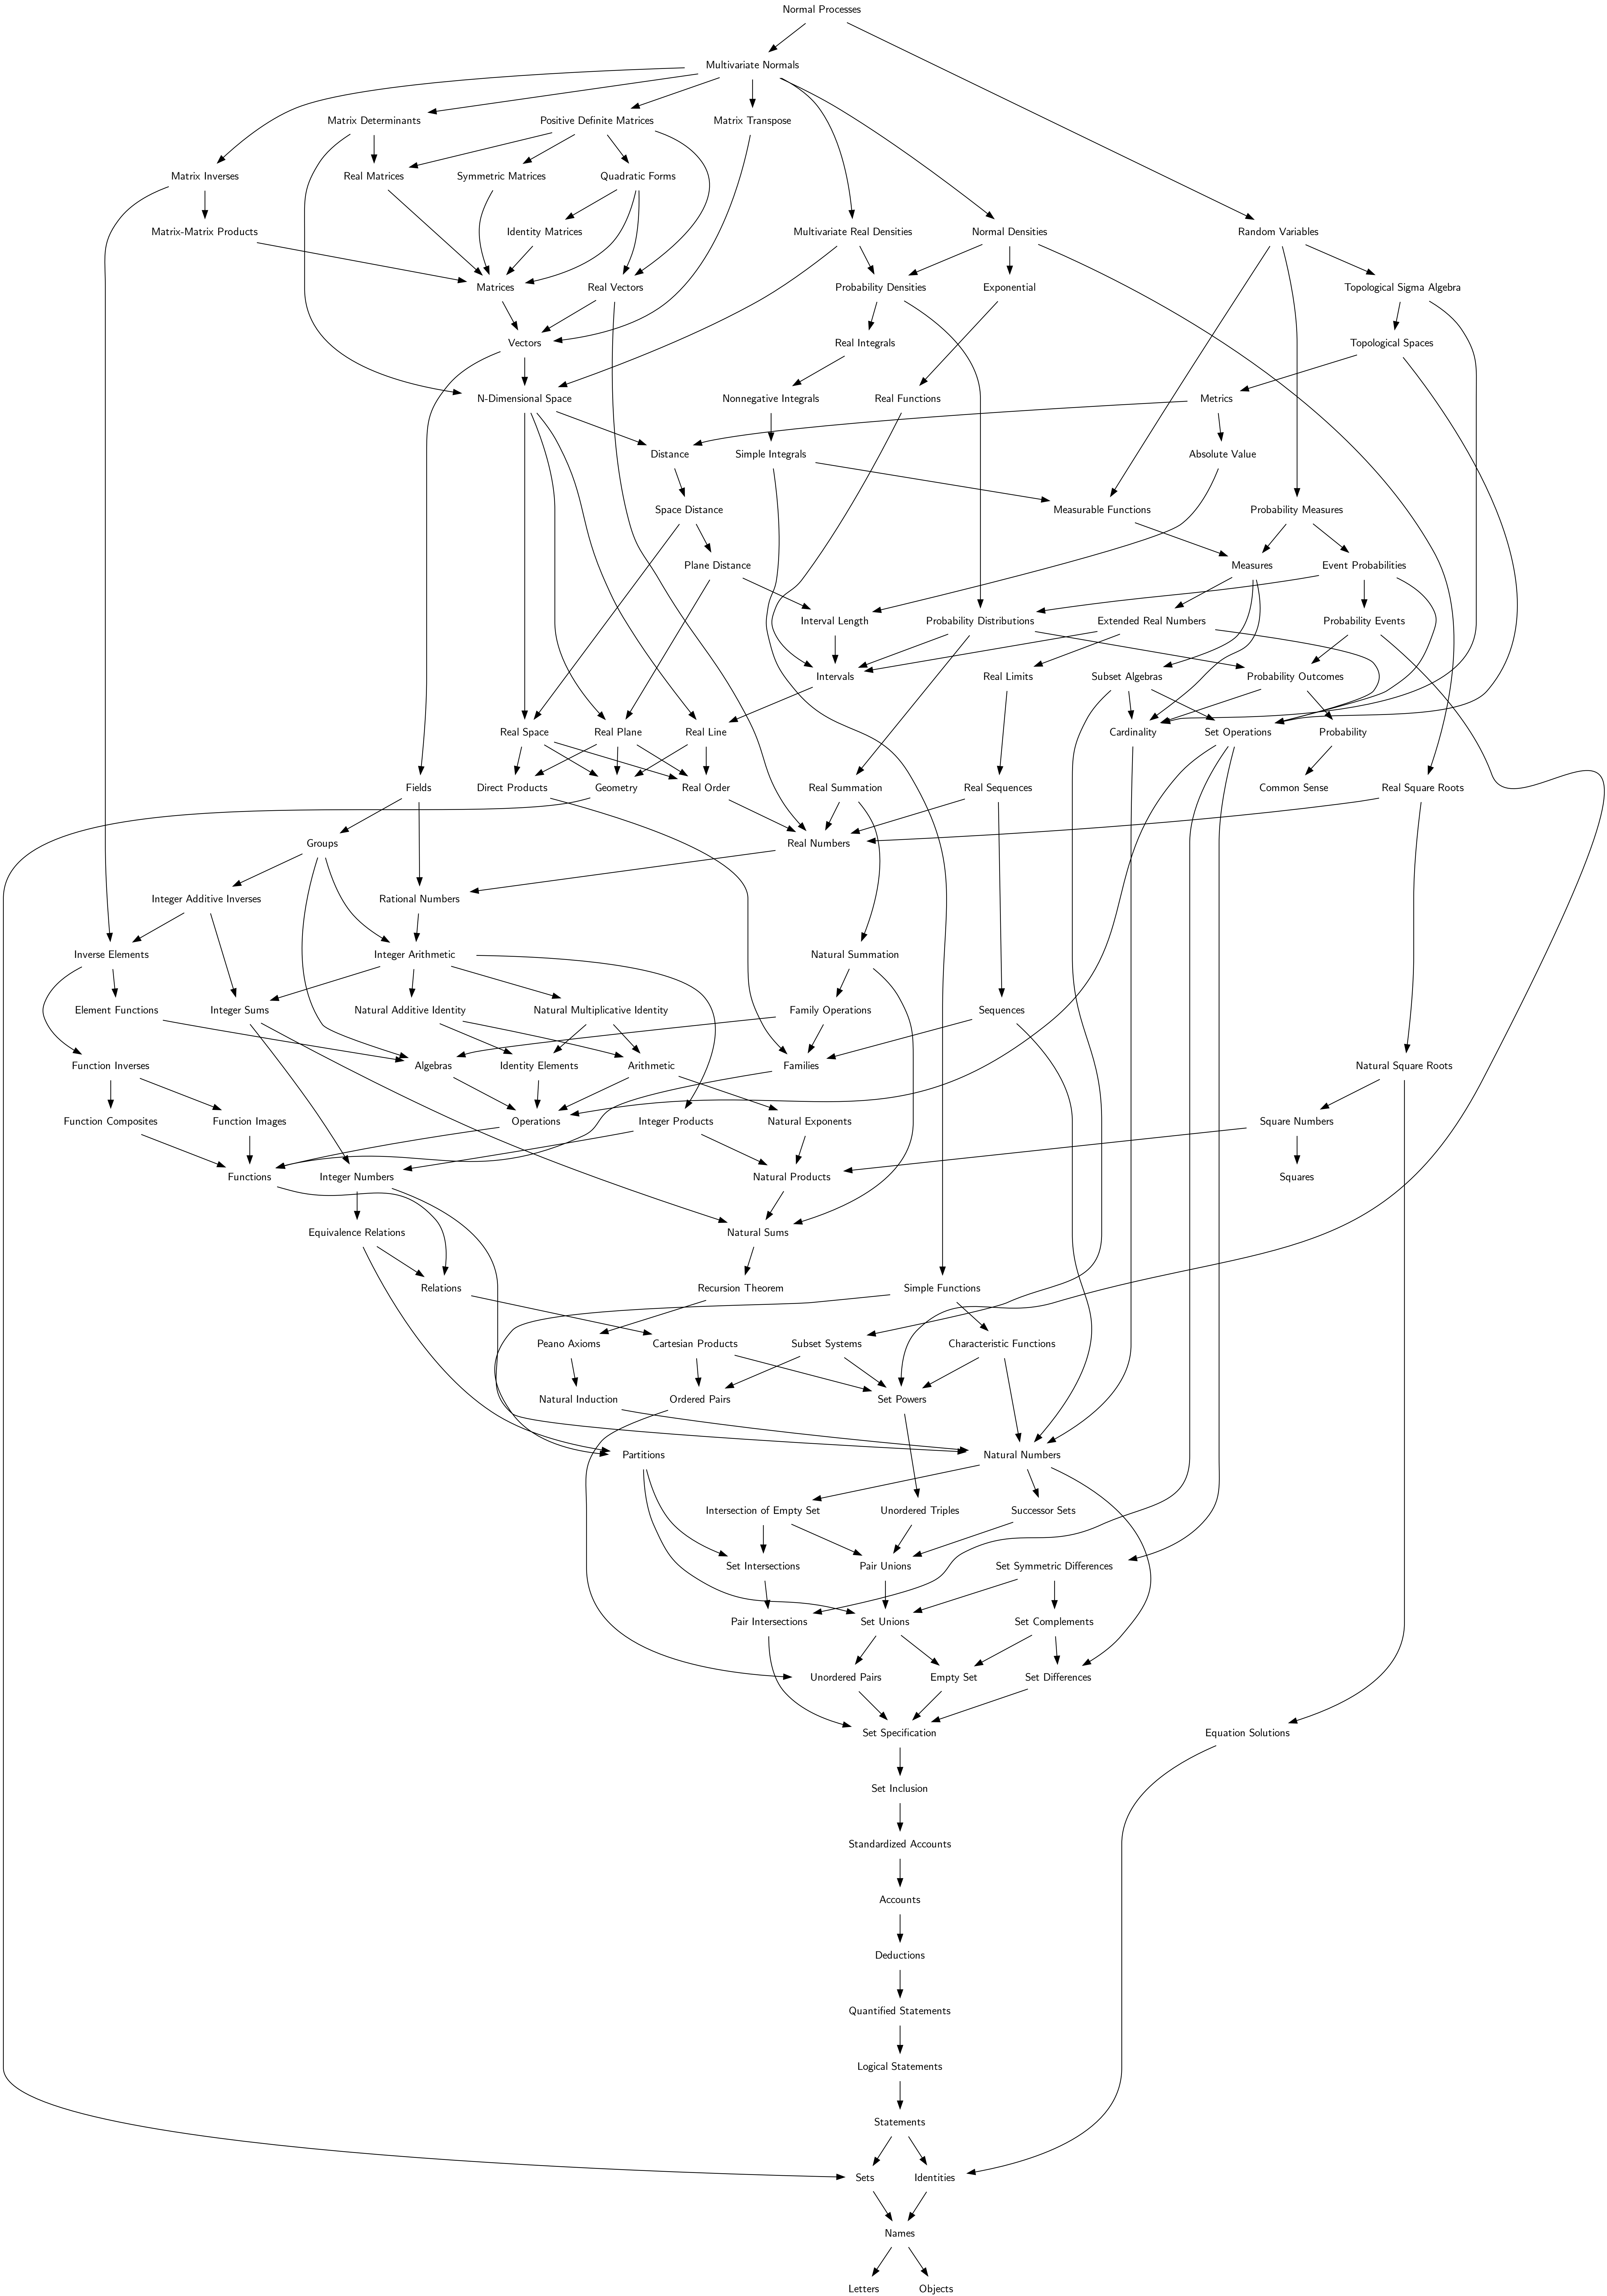 Normal Processes
Multivariate Normals
Matrix Determinants
Positive Definite Matrices
Matrix Transpose
Matrix Inverses
Real Matrices
Symmetric Matrices
Quadratic Forms
Matrix-Matrix Products
Identity Matrices
Multivariate Real Densities
Normal Densities
Random Variables
Matrices
Real Vectors
Probability Densities
Exponential
Topological Sigma Algebra
Vectors
Real Integrals
Topological Spaces
N-Dimensional Space
Nonnegative Integrals
Real Functions
Metrics
Distance
Simple Integrals
Absolute Value
Space Distance
Measurable Functions
Probability Measures
Plane Distance
Measures
Event Probabilities
Interval Length
Probability Distributions
Extended Real Numbers
Probability Events
Intervals
Real Limits
Subset Algebras
Probability Outcomes
Real Space
Real Plane
Real Line
Cardinality
Set Operations
Probability
Fields
Direct Products
Geometry
Real Order
Real Summation
Real Sequences
Common Sense
Real Square Roots
Groups
Real Numbers
Integer Additive Inverses
Rational Numbers
Inverse Elements
Integer Arithmetic
Natural Summation
Element Functions
Integer Sums
Natural Additive Identity
Natural Multiplicative Identity
Family Operations
Sequences
Function Inverses
Algebras
Identity Elements
Arithmetic
Families
Natural Square Roots
Function Composites
Function Images
Operations
Integer Products
Natural Exponents
Square Numbers
Functions
Integer Numbers
Natural Products
Squares
Equivalence Relations
Natural Sums
Relations
Recursion Theorem
Simple Functions
Peano Axioms
Cartesian Products
Subset Systems
Characteristic Functions
Natural Induction
Ordered Pairs
Set Powers
Partitions
Natural Numbers
Intersection of Empty Set
Unordered Triples
Successor Sets
Set Intersections
Pair Unions
Set Symmetric Differences
Pair Intersections
Set Unions
Set Complements
Unordered Pairs
Empty Set
Set Differences
Set Specification
Equation Solutions
Set Inclusion
Standardized Accounts
Accounts
Deductions
Quantified Statements
Logical Statements
Statements
Sets
Identities
Names
Letters
Objects